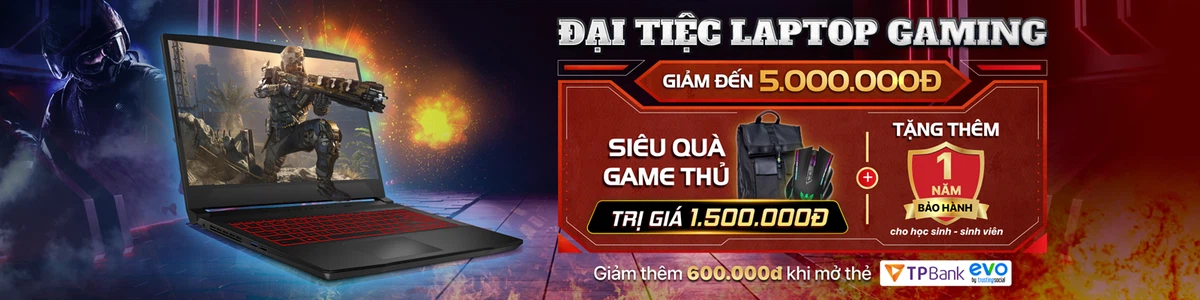 ĐẠI TIỆC LAPTOP GAMING
GIẢM ĐẾN 5.000.000Đ
SIÊU QUÀ
GAME THỦ
TRỊ GIÁ 1.500.000Đ
+
TẶNG THÊM
1
NĂM
BẢO HÀNH
cho học sinh - sinh viên
Giảm thêm 600.000đ khi mở thẻ
TPBank evo
by trustingsocial